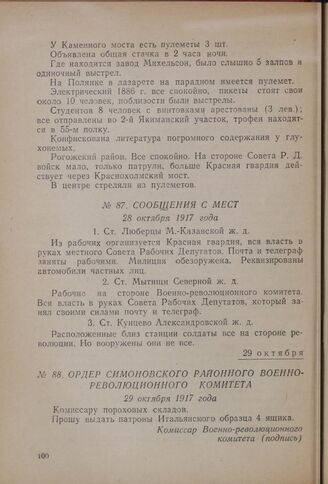 У Каменного моста есть пулеметы 3 шт.
Объявлена общая стачка в 2 часа ночи.
Где находится завод Михельсон, было слышно 5 залпов и
одиночный выстрел.
На Полянке в лазарете на парадном имеется пулемет.
Электрический 1886 г. все спокойно, пикеты стоят свои
около 10 человек, поблизости были выстрелы.
Студентов 8 человек с винтовками арестованы (3 лев.);
все отправлены во 2-й Якиманский участок, трофеи находят-
ся в 55-м полку.
Конфискована литература погромного содержания у глу-
хонемых.
Рогожский район. Все спокойно. На стороне Совета Р. Д.
войск мало, только патрули, больше Красная гвардия дей-
ствует через Краснохолмский мост.
В центре стреляли из пулеметов.
№ 87. СООБЩЕНИЯ С МЕСТ
28 октября 1917 года
1. Ст. Люберцы М.-Казанской ж. д.
Из рабочих организуется Красная гвардия, вся власть в
руках местного Совета Рабочих Депутатов. Почта и телеграф
заняты рабочими. Милиция обезоружена. Реквизированы
автомобили частных лиц.
2. Ст. Мытищи Северной ж. д.
Рабочие на стороне Военно-революционного комитета.
Вся власть в руках Совета Рабочих Депутатов, который за-
нял своими силами почту и телеграф.
3. Ст. Кунцево Александровской ж. д.
Расположенные близ станции солдаты все на стороне ре-
волюции. Но вооружены они не все.
29 октября
№ 88. ОРДЕР СИМОНОВСКОГО РАЙОННОГО ВОЕННО-
РЕВОЛЮЦИОННОГО КОМИТЕТА
29 октября 1917 года
Комиссару пороховых складов.
Прошу выдать патроны Итальянского образца 4 ящика.
Комиссар Военно-революционного
комитета (подпись)
100